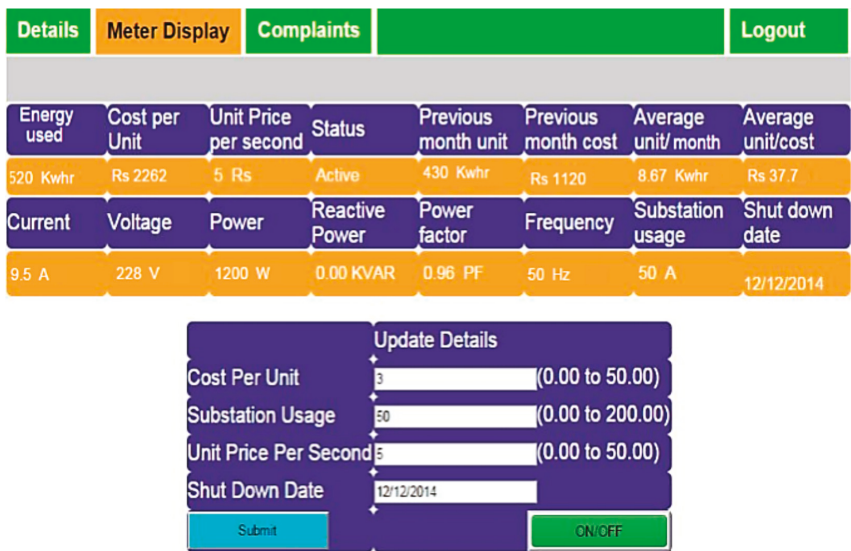 Details Meter Display Complaints Logout
Energy used Cost per Unit Unit Price per second Status Previous month unit Previous month cost Average unit/ month Average unit/cost
520 Kwhr Rs 2262 5 Rs Active 430 Kwhr Rs 1120 8.67 Kwhr Rs 37.7
Current Voltage Power Reactive Power Power factor Frequency Substation usage Shut down date
9.5 A 228 V 1200 W 0.00 KVAR 0.96 PF 50 Hz 50 A 12/12/2014
Update Details
Cost Per Unit 3 (0.00 to 50.00)
Substation Usage 50 (0.00 to 200.00)
Unit Price Per Second 5 (0.00 to 50.00)
Shut Down Date 12/12/2014
Submit ON/OFF